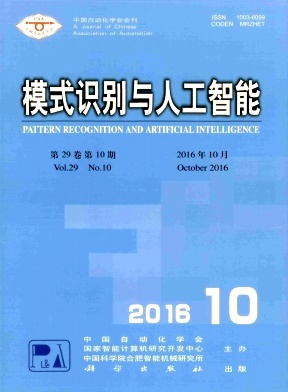 中国自动化学会会刊
A Journal of Chinese
Association of Automation
ISSN 1003-6059
CODEN MRZHET
模式识别与人工智能
PATTERN RECOGNITION AND ARTIFICIAL INTELLIGENCE
第29卷第10期
Vol.29 No.10
2016年10月
October 2016
2016 10
中国自动化学会
国家智能计算机研究开发中心 主办
中国科学院合肥智能机械研究所
科学出版社 出版